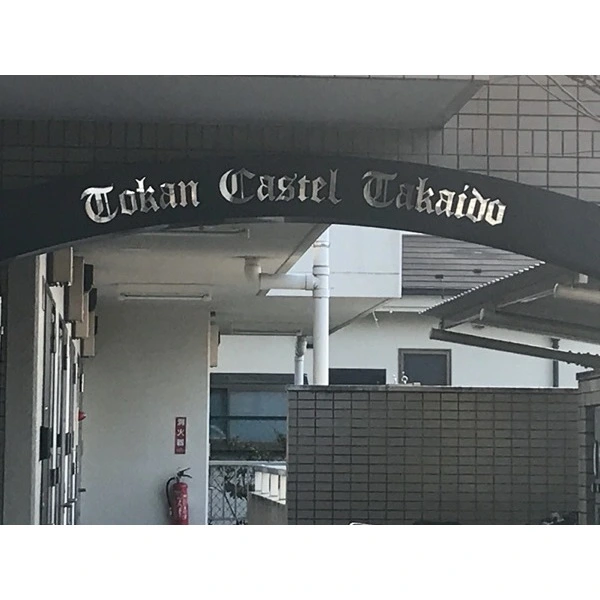 Tokan Castel Takaido
消火器